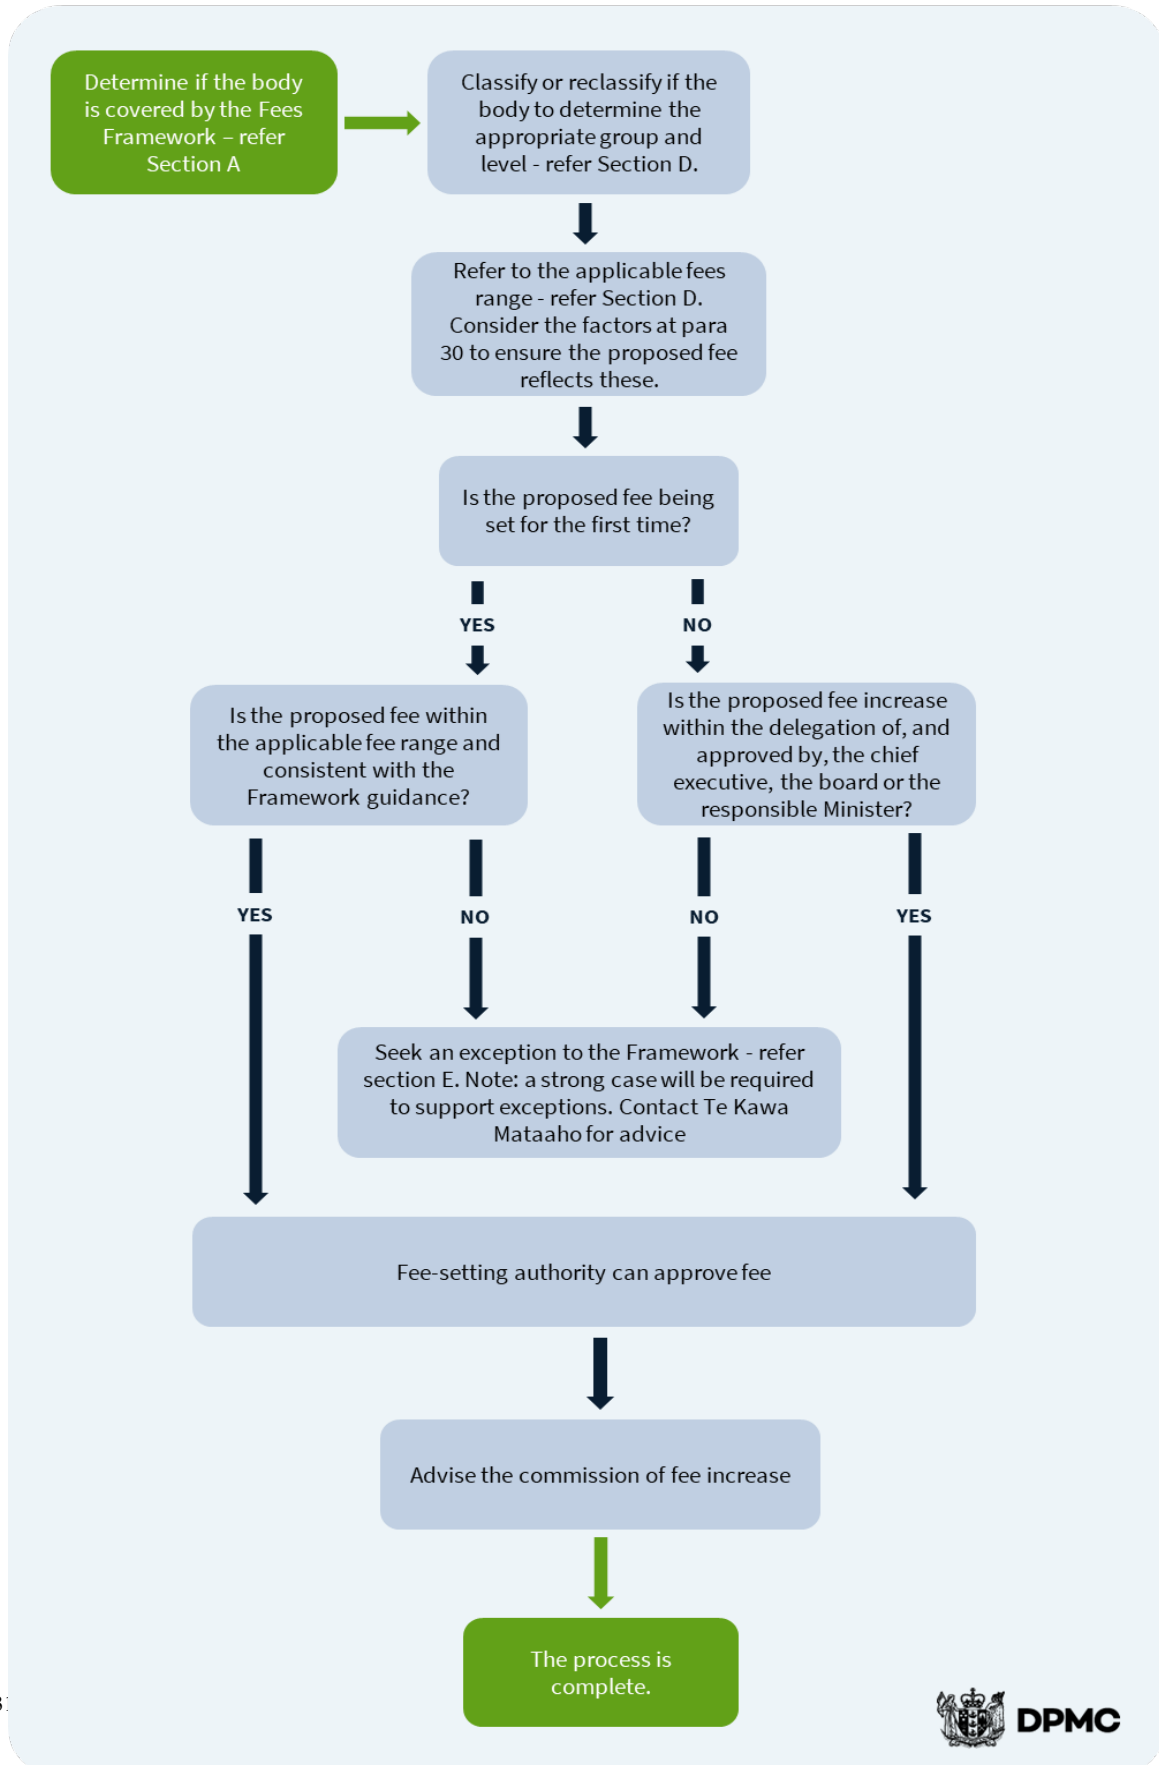 Determine if the body
is covered by the Fees
Framework – refer
Section A
Classify or reclassify if the
body to determine the
appropriate group and
level - refer Section D.
Refer to the applicable fees
range - refer Section D.
Consider the factors at para
30 to ensure the proposed fee
reflects these.
Is the proposed fee being
set for the first time?
YES
NO
Is the proposed fee within
the applicable fee range and
consistent with the
Framework guidance?
Is the proposed fee increase
within the delegation of, and
approved by, the chief
executive, the board or the
responsible Minister?
YES
NO
NO
YES
Seek an exception to the Framework - refer
section E. Note: a strong case will be required
to support exceptions. Contact Te Kawa
Mataaho for advice
Fee-setting authority can approve fee
Advise the commission of fee increase
The process is
complete.
DPMC